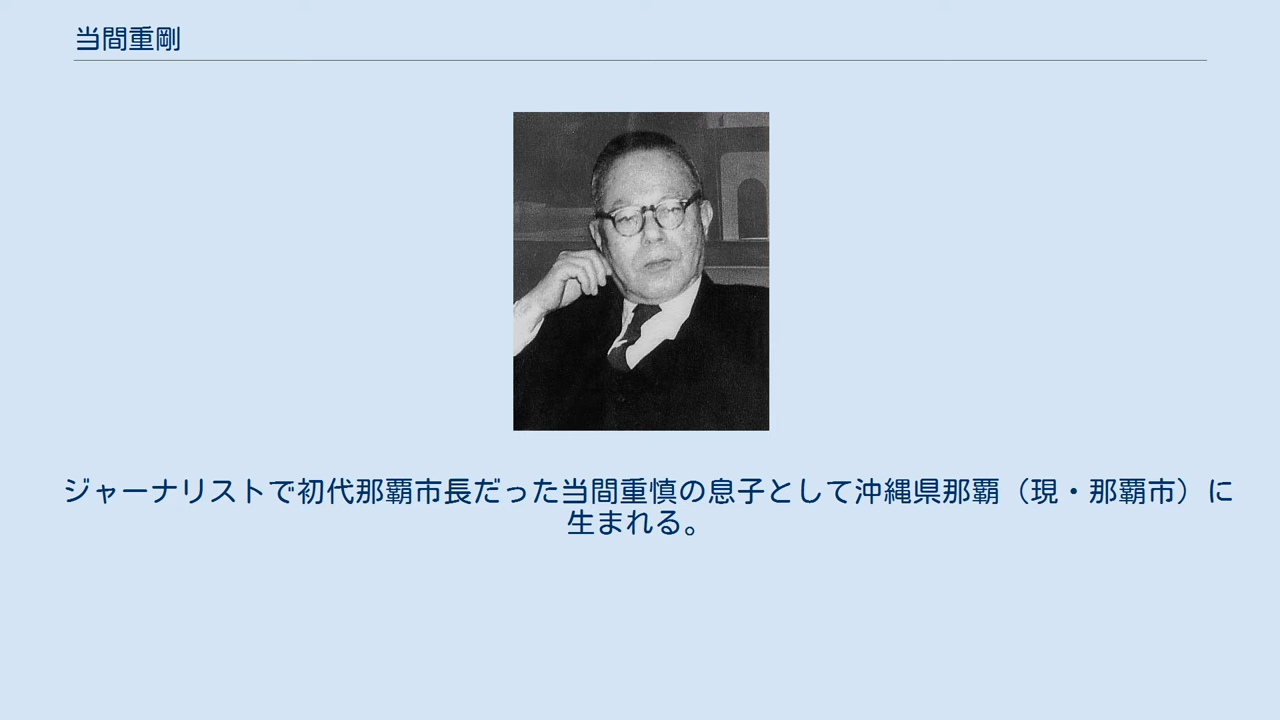 当間重剛
ジャーナリストで初代那覇市長だった当間重慎の息子として沖縄県那覇（現・那覇市）に
生まれる。